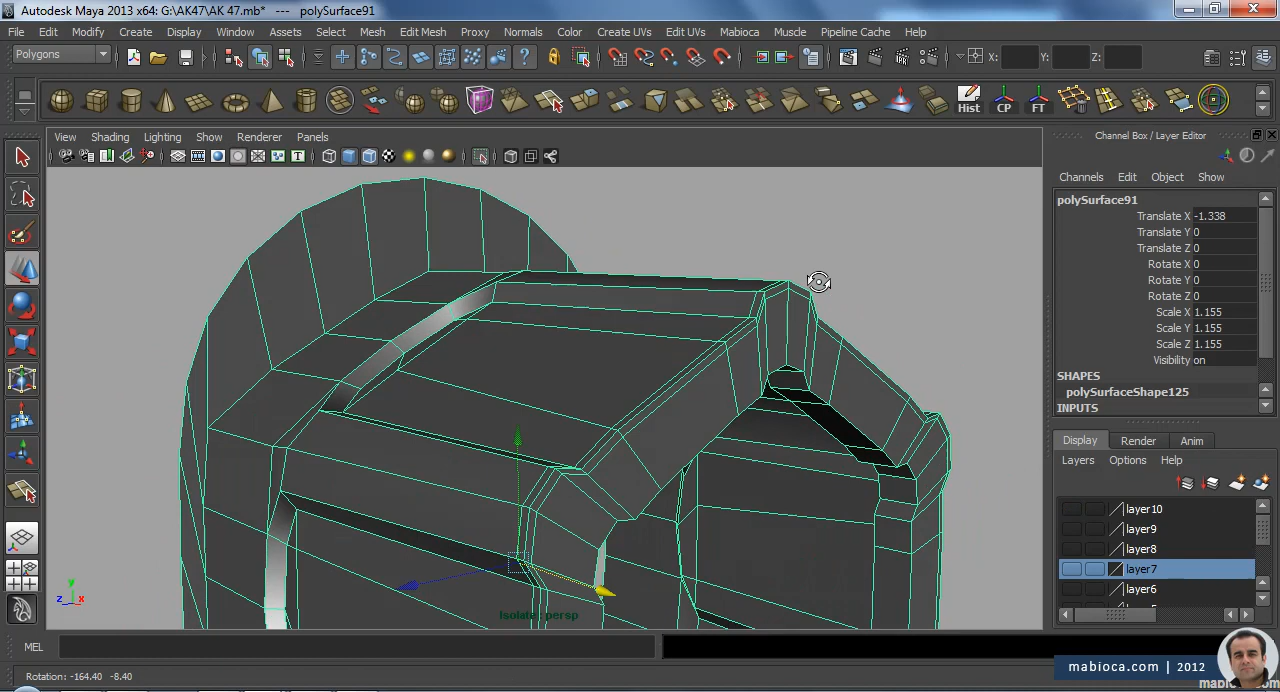 Autodesk Maya 2013 x64: G:\AK47\AK 47.mb* --- polySurface91
File Edit Modify Create Display Window Assets Select Mesh Edit Mesh Proxy Normals Color Create UVs Edit UVs Mabioca Muscle Pipeline Cache Help
Polygons X: Y: Z:
Hist CP FT
View Shading Lighting Show Renderer Panels
Channel Box / Layer Editor
Channels Edit Object Show
polySurface91
Translate X -1.338
Translate Y 0
Translate Z 0
Rotate X 0
Rotate Y 0
Rotate Z 0
Scale X 1.155
Scale Y 1.155
Scale Z 1.155
Visibility on
SHAPES
polySurfaceShape125
INPUTS
Display Render Anim
Layers Options Help
layer10
layer9
layer8
layer7
layer6
y
z x
Isolate : persp
MEL
mabioca.com | 2012
mabioca.com
Rotation: -164.40 -8.40